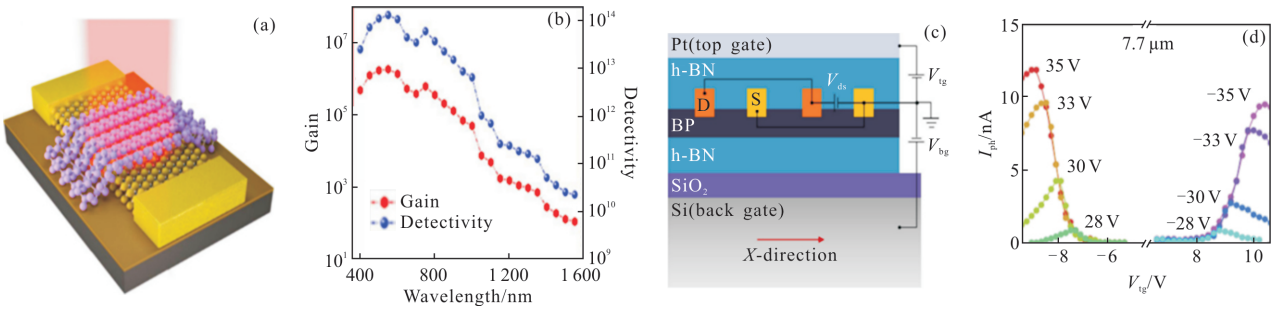 (a)
(b)
10⁷
10⁵
10³
10¹
Gain
10¹⁴
10¹³
10¹²
10¹¹
10¹⁰
10⁹
Detectivity
Gain
Detectivity
400
800
1 200
1 600
Wavelength/nm
(c)
Pt(top gate)
h-BN
D
S
V_ds
BP
h-BN
SiO₂
Si(back gate)
X-direction
V_tg
V_bg
(d)
7.7 μm
15
10
5
0
I_ph/nA
35 V
33 V
30 V
28 V
−35 V
−33 V
−30 V
−28 V
−8
−6
8
10
V_tg/V